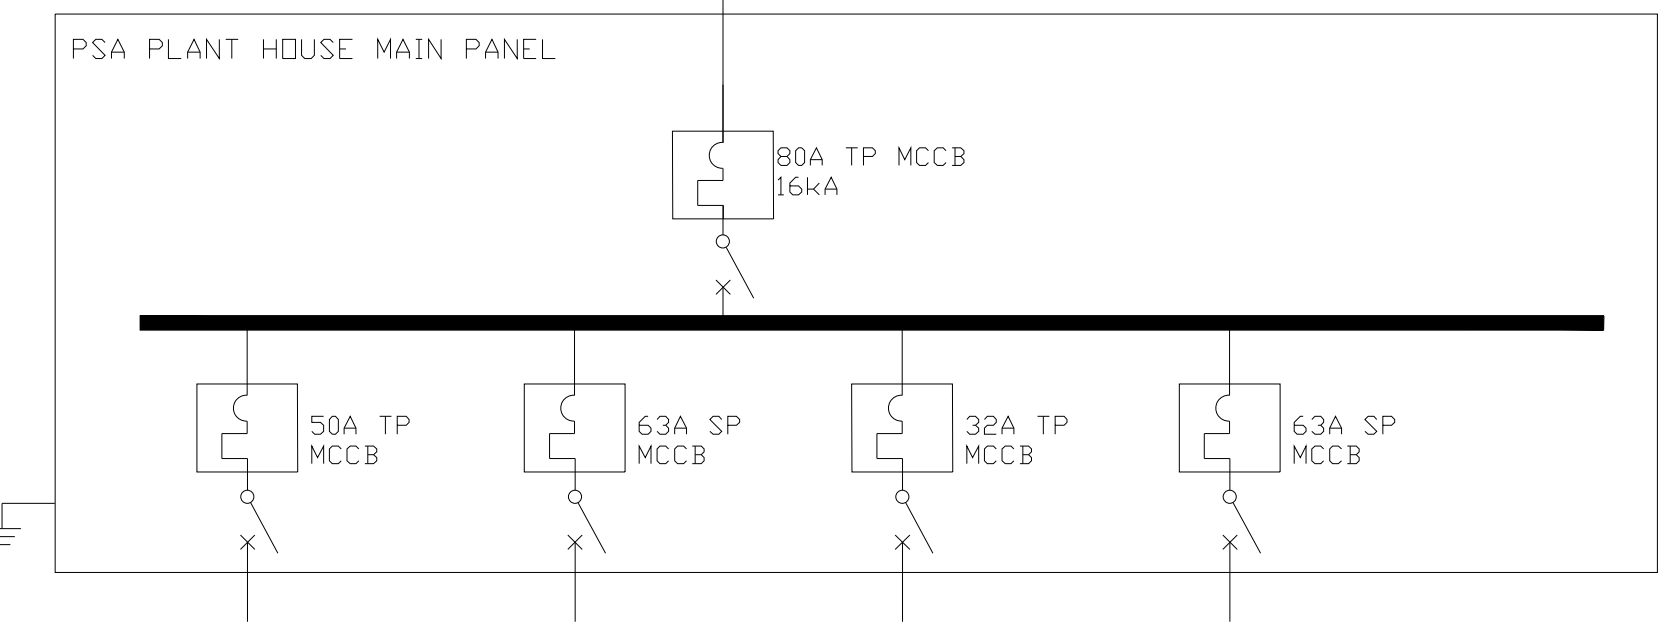 PSA PLANT HOUSE MAIN PANEL
80A TP MCCB
16kA
50A TP
MCCB
63A SP
MCCB
32A TP
MCCB
63A SP
MCCB